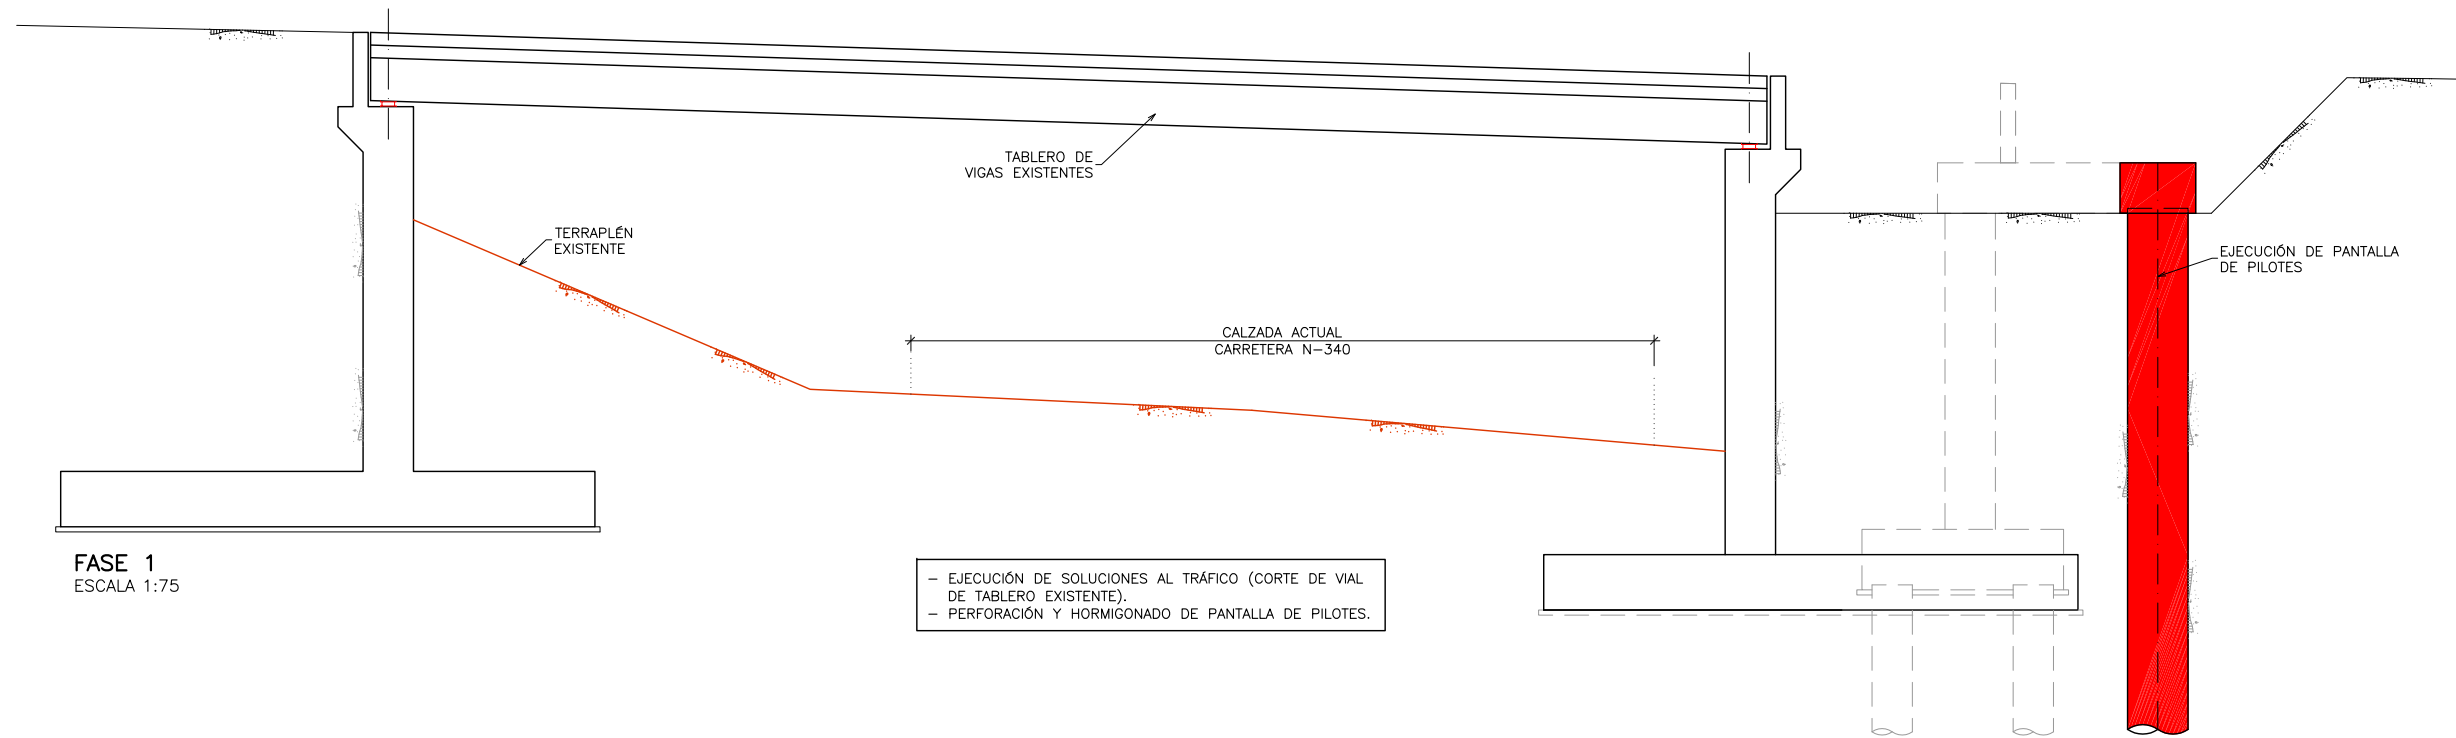 TABLERO DE
VIGAS EXISTENTES
TERRAPLÉN
EXISTENTE
EJECUCIÓN DE PANTALLA
DE PILOTES
CALZADA ACTUAL
CARRETERA N-340
FASE 1
ESCALA 1:75
- EJECUCIÓN DE SOLUCIONES AL TRÁFICO (CORTE DE VIAL
DE TABLERO EXISTENTE).
- PERFORACIÓN Y HORMIGONADO DE PANTALLA DE PILOTES.